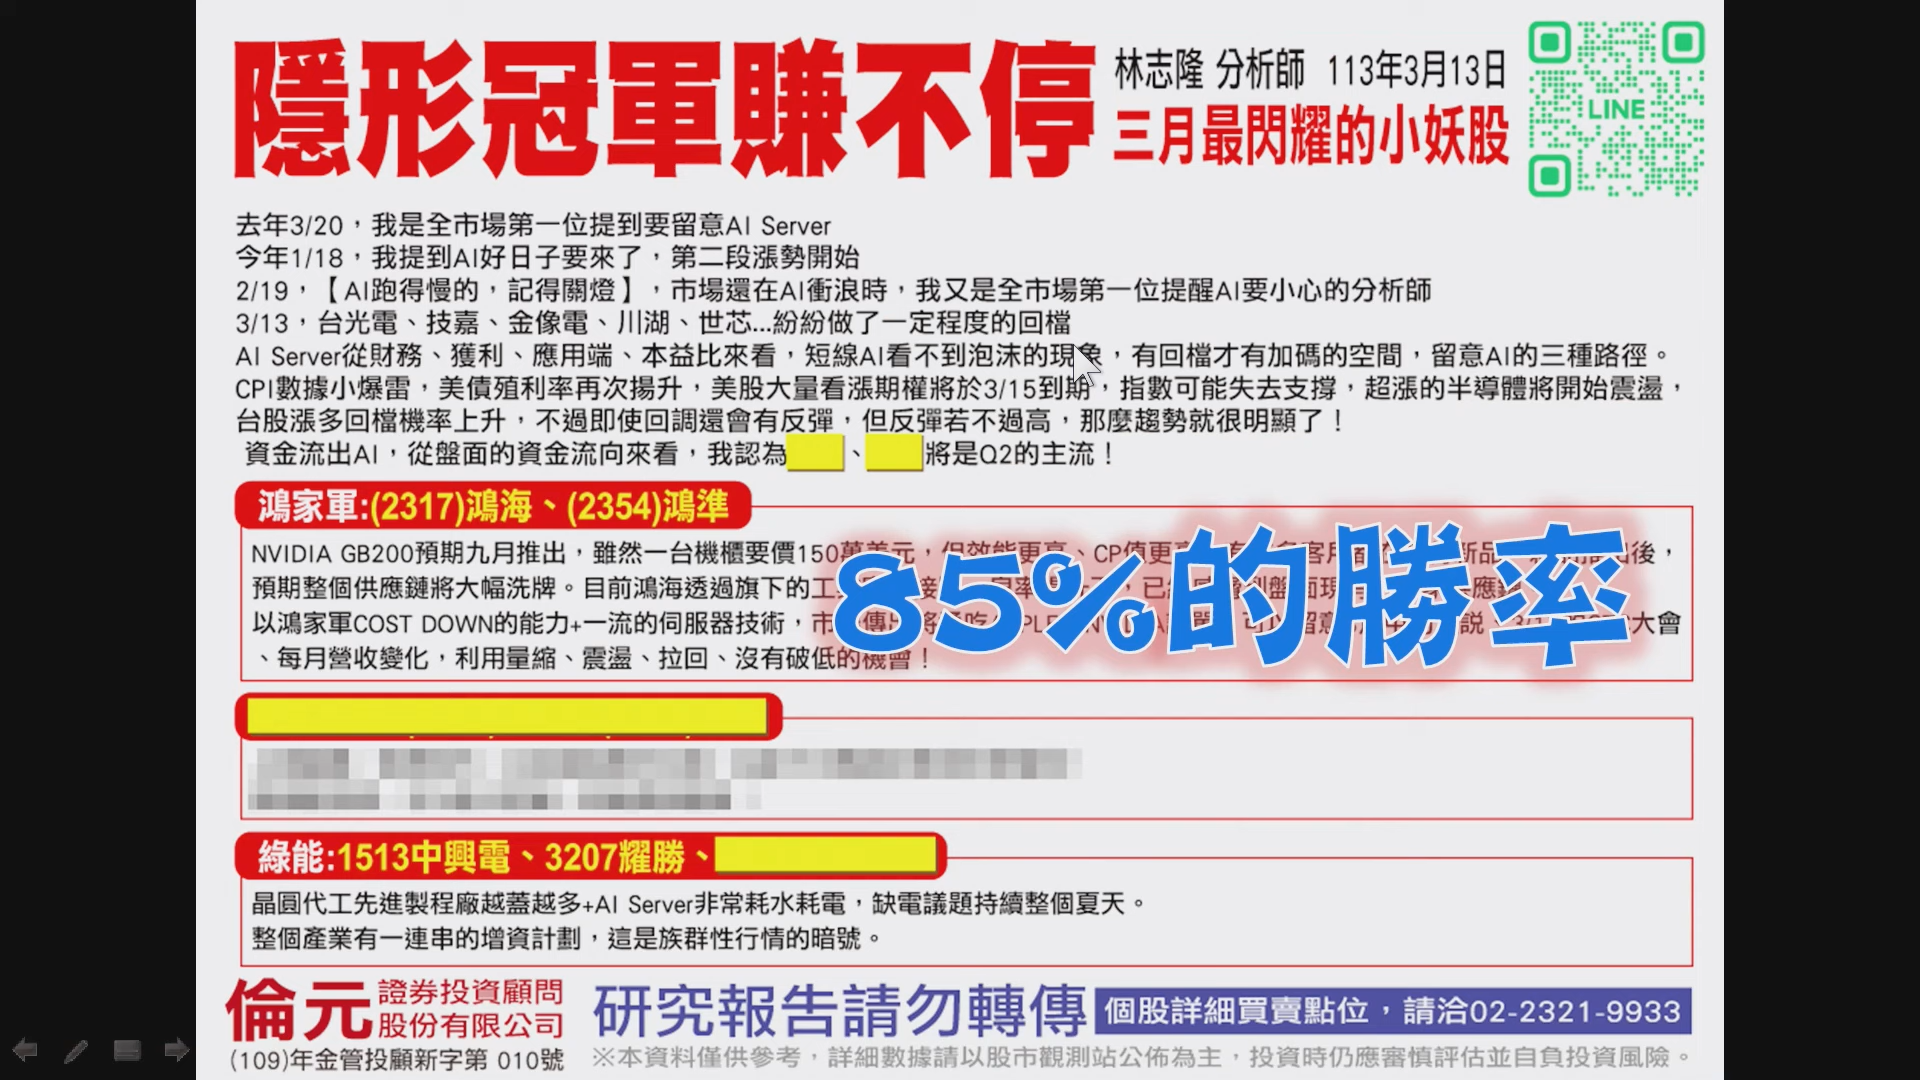 隱形冠軍賺不停
林志隆 分析師 113年3月13日
三月最閃耀的小妖股
LINE
去年3/20，我是全市場第一位提到要留意AI Server
今年1/18，我提到AI好日子要來了，第二段漲勢開始
2/19，【AI跑得慢的，記得關燈】，市場還在AI衝浪時，我又是全市場第一位提醒AI要小心的分析師
3/13，台光電、技嘉、金像電、川湖、世芯...紛紛做了一定程度的回檔
AI Server從財務、獲利、應用端、本益比來看，短線AI看不到泡沫的現象，有回檔才有加碼的空間，留意AI的三種路徑。
CPI數據小爆雷，美債殖利率再次揚升，美股大量看漲期權將於3/15到期，指數可能失去支撐，超漲的半導體將開始震盪，
台股漲多回檔機率上升，不過即使回調還會有反彈，但反彈若不過高，那麼趨勢就很明顯了！
資金流出AI，從盤面的資金流向來看，我認為、將是Q2的主流！
鴻家軍:(2317)鴻海、(2354)鴻準
NVIDIA GB200預期九月推出，雖然一台機櫃要價150萬美元，但效能更高、CP值更後，
預期整個供應鏈將大幅洗牌。目前鴻海透過旗下的工
以鴻家軍COST DOWN的能力+一流的伺服器技術，市大會
、每月營收變化，利用量縮、震盪、拉回、沒有破低的機會！
85%的勝率
綠能:1513中興電、3207耀勝、
晶圓代工先進製程廠越蓋越多+AI Server非常耗水耗電，缺電議題持續整個夏天。
整個產業有一連串的增資計劃，這是族群性行情的暗號。
倫元證券投資顧問股份有限公司
(109)年金管投顧新字第 010號
研究報告請勿轉傳
個股詳細買賣點位，請洽02-2321-9933
※本資料僅供參考，詳細數據請以股市觀測站公佈為主，投資時仍應審慎評估並自負投資風險。